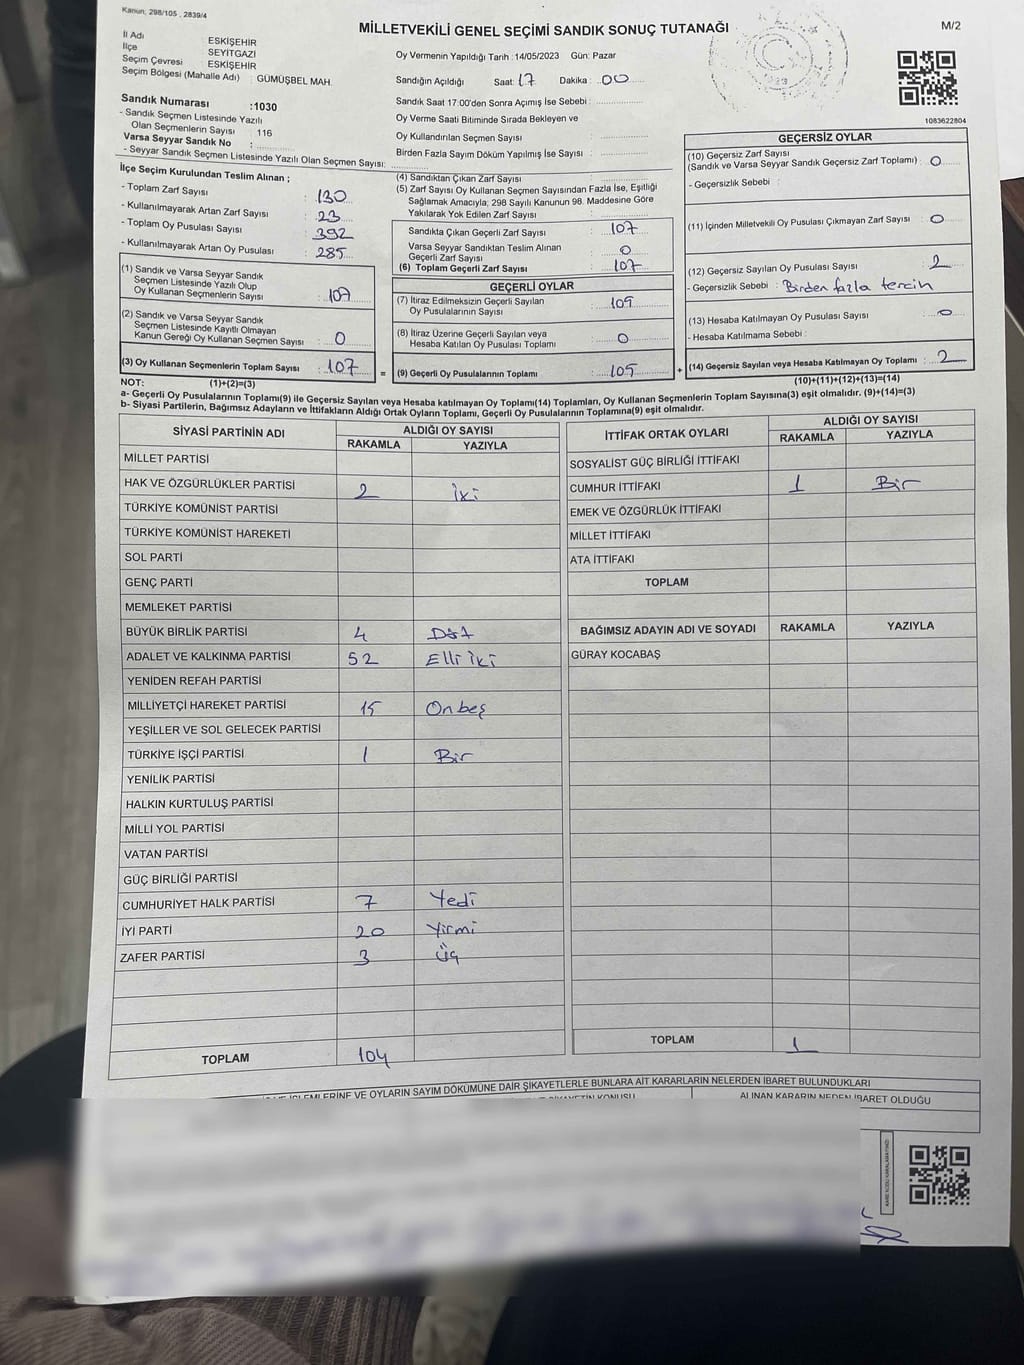 Kanun; 298/105 , 2839/4
MİLLETVEKİLİ GENEL SEÇİMİ SANDIK SONUÇ TUTANAĞI
M/2
İl Adı ESKİŞEHİR
İlçe SEYİTGAZİ
Seçim Çevresi ESKİŞEHİR
Seçim Bölgesi (Mahalle Adı) : GÜMÜŞBEL MAH.
Sandık Numarası :1030
- Sandık Seçmen Listesinde Yazılı
Olan Seçmenlerin Sayısı : 116
Varsa Seyyar Sandık No :
- Seyyar Sandık Seçmen Listesinde Yazılı Olan Seçmen Sayısı:
Oy Vermenin Yapıldığı Tarih : 14/05/2023 Gün: Pazar
Sandığın Açıldığı Saat: 17 Dakika : 00
Sandık Saat 17:00'den Sonra Açımış İse Sebebi :
Oy Verme Saati Bitiminde Sırada Bekleyen ve
Oy Kullandırılan Seçmen Sayısı :
Birden Fazla Sayım Döküm Yapılmış İse Sayısı :
1083622804
İlçe Seçim Kurulundan Teslim Alınan ;
- Toplam Zarf Sayısı : 130
- Kullanılmayarak Artan Zarf Sayısı : 23
- Toplam Oy Pusulası Sayısı : 392
- Kullanılmayarak Artan Oy Pusulası : 285
(1) Sandık ve Varsa Seyyar Sandık
Seçmen Listesinde Yazılı Olup
Oy Kullanan Seçmenlerin Sayısı : 107
(2) Sandık ve Varsa Seyyar Sandık
Seçmen Listesinde Kayıtlı Olmayan
Kanun Gereği Oy Kullanan Seçmen Sayısı : 0
(3) Oy Kullanan Seçmenlerin Toplam Sayısı : 107 =
(4) Sandıktan Çıkan Zarf Sayısı :
(5) Zarf Sayısı Oy Kullanan Seçmen Sayısından Fazla İse, Eşitliği
Sağlamak Amacıyla; 298 Sayılı Kanunun 98. Maddesine Göre
Yakılarak Yok Edilen Zarf Sayısı :
Sandıkta Çıkan Geçerli Zarf Sayısı : 107
Varsa Seyyar Sandıktan Teslim Alınan
Geçerli Zarf Sayısı : 0
(6) Toplam Geçerli Zarf Sayısı : 107
GEÇERLİ OYLAR
(7) İtiraz Edilmeksizin Geçerli Sayılan
Oy Pusulalarının Sayısı : 105
(8) İtiraz Üzerine Geçerli Sayılan veya
Hesaba Katılan Oy Pusulası Toplamı : 0
(9) Geçerli Oy Pusulalarının Toplamı : 105 +
GEÇERSİZ OYLAR
(10) Geçersiz Zarf Sayısı
(Sandık ve Varsa Seyyar Sandık Geçersiz Zarf Toplamı) : 0
- Geçersizlik Sebebi :
(11) İçinden Milletvekili Oy Pusulası Çıkmayan Zarf Sayısı : 0
(12) Geçersiz Sayılan Oy Pusulası Sayısı : 2
- Geçersizlik Sebebi : Birden fazla tercih
(13) Hesaba Katılmayan Oy Pusulası Sayısı : 0
- Hesaba Katılmama Sebebi :
(14) Geçersiz Sayılan veya Hesaba Katılmayan Oy Toplamı : 2
NOT: (1)+(2)=(3)
(10)+(11)+(12)+(13)=(14)
a- Geçerli Oy Pusulalarının Toplamı(9) ile Geçersiz Sayılan veya Hesaba katılmayan Oy Toplamı(14) Toplamları, Oy Kullanan Seçmenlerin Toplam Sayısına(3) eşit olmalıdır. (9)+(14)=(3)
b- Siyasi Partilerin, Bağımsız Adayların ve İttifakların Aldığı Ortak Oyların Toplamı, Geçerli Oy Pusulalarının Toplamına(9) eşit olmalıdır.
SİYASİ PARTİNİN ADI ALDIĞI OY SAYISI
RAKAMLA YAZIYLA
MİLLET PARTİSİ
HAK VE ÖZGÜRLÜKLER PARTİSİ 2 iki
TÜRKİYE KOMÜNİST PARTİSİ
TÜRKİYE KOMÜNİST HAREKETİ
SOL PARTİ
GENÇ PARTİ
MEMLEKET PARTİSİ
BÜYÜK BİRLİK PARTİSİ 4 Dört
ADALET VE KALKINMA PARTİSİ 52 Elli iki
YENİDEN REFAH PARTİSİ
MİLLİYETÇİ HAREKET PARTİSİ 15 Onbeş
YEŞİLLER VE SOL GELECEK PARTİSİ
TÜRKİYE İŞÇİ PARTİSİ 1 Bir
YENİLİK PARTİSİ
HALKIN KURTULUŞ PARTİSİ
MİLLİ YOL PARTİSİ
VATAN PARTİSİ
GÜÇ BİRLİĞİ PARTİSİ
CUMHURİYET HALK PARTİSİ 7 Yedi
İYİ PARTİ 20 Yirmi
ZAFER PARTİSİ 3 üç
TOPLAM 104
İTTİFAK ORTAK OYLARI ALDIĞI OY SAYISI
RAKAMLA YAZIYLA
SOSYALİST GÜÇ BİRLİĞİ İTTİFAKI
CUMHUR İTTİFAKI 1 Bir
EMEK VE ÖZGÜRLÜK İTTİFAKI
MİLLET İTTİFAKI
ATA İTTİFAKI
TOPLAM
BAĞIMSIZ ADAYIN ADI VE SOYADI RAKAMLA YAZIYLA
GÜRAY KOCABAŞ
TOPLAM 1
VE OYLARIN SAYIM DÖKÜMÜNE DAİR ŞİKAYETLERLE BUNLARA AİT KARARLARIN NELERDEN İBARET BULUNDUKLARI
ALINAN KARARIN NEDEN İBARET OLDUĞU